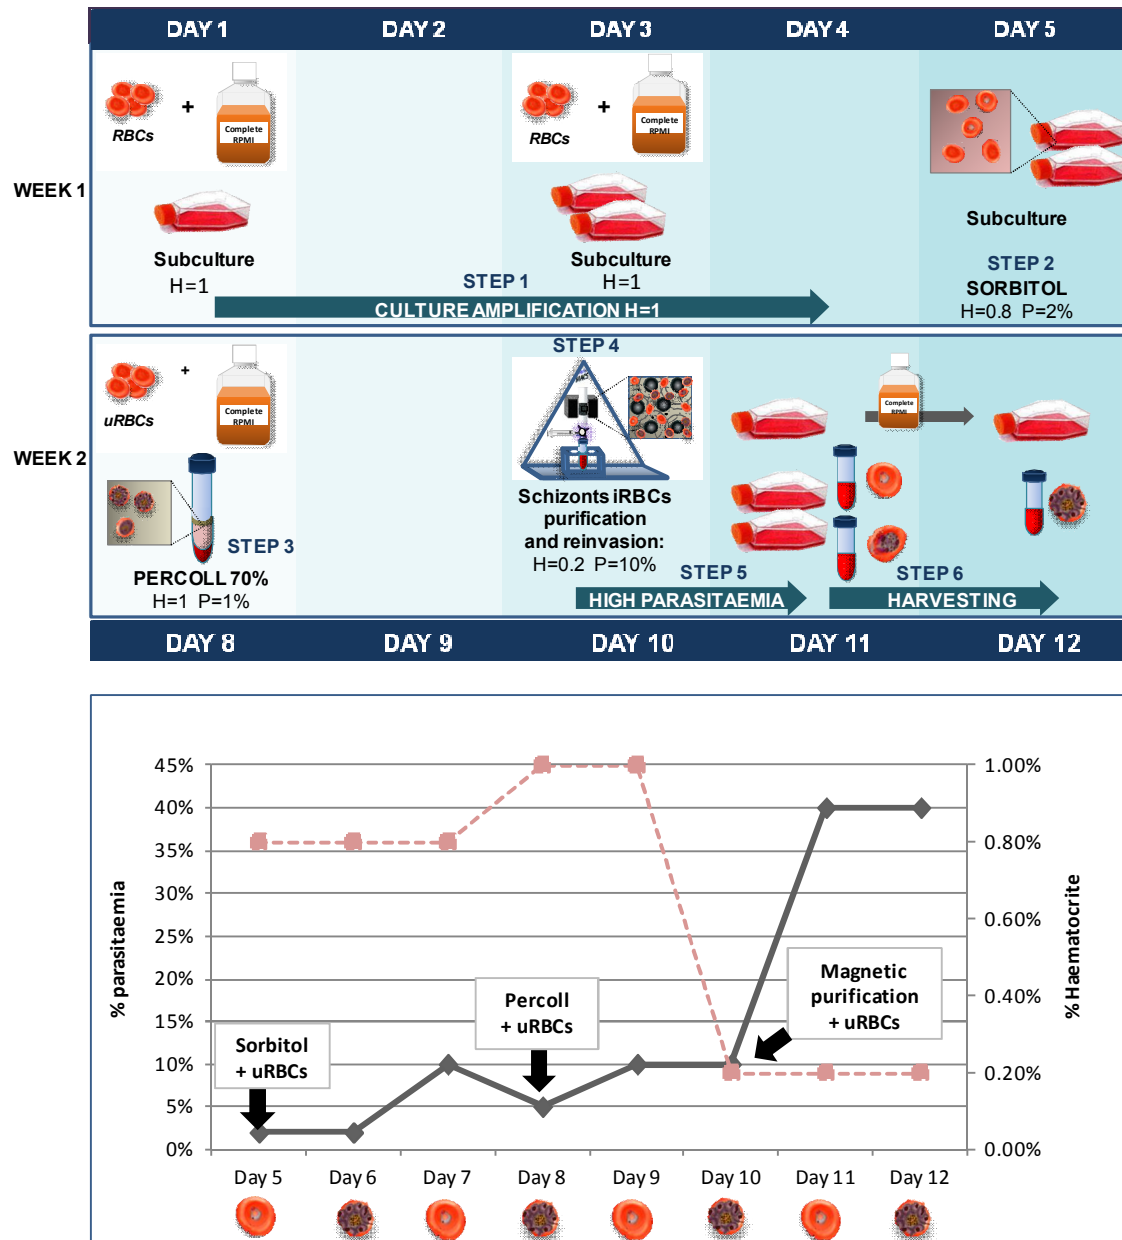 DAY 1 DAY 2 DAY 3 DAY 4 DAY 5
WEEK 1
RBCs
+
Complete
RPMI
Subculture
H=1
RBCs
+
Complete
RPMI
Subculture
H=1
STEP 1
CULTURE AMPLIFICATION H=1
Subculture
STEP 2
SORBITOL
H=0.8 P=2%
WEEK 2
uRBCs
+
Complete
RPMI
STEP 3
PERCOLL 70%
H=1 P=1%
STEP 4
Schizonts iRBCs
purification
and reinvasion:
H=0.2 P=10%
STEP 5
HIGH PARASITAEMIA
Complete
RPMI
STEP 6
HARVESTING
DAY 8 DAY 9 DAY 10 DAY 11 DAY 12
% parasitaemia
45%
40%
35%
30%
25%
20%
15%
10%
5%
0%
Sorbitol
+ uRBCs
Percoll
+ uRBCs
Magnetic
purification
+ uRBCs
1.00%
0.80%
0.60%
0.40%
0.20%
0.00%
% Haematocrite
Day 5 Day 6 Day 7 Day 8 Day 9 Day 10 Day 11 Day 12